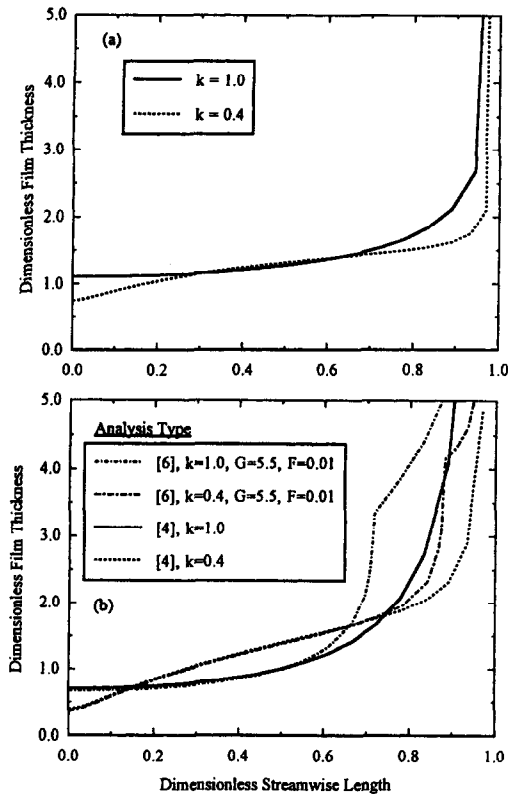 5.0
(a)
4.0
k = 1.0
k = 0.4
3.0
Dimensionless Film Thickness
2.0
1.0
0.0
0.0 0.2 0.4 0.6 0.8 1.0
5.0
Analysis Type
[6], k=1.0, G=5.5, F=0.01
4.0
[6], k=0.4, G=5.5, F=0.01
[4], k=1.0
3.0
[4], k=0.4
Dimensionless Film Thickness
2.0
(b)
1.0
0.0
0.0 0.2 0.4 0.6 0.8 1.0
Dimensionless Streamwise Length